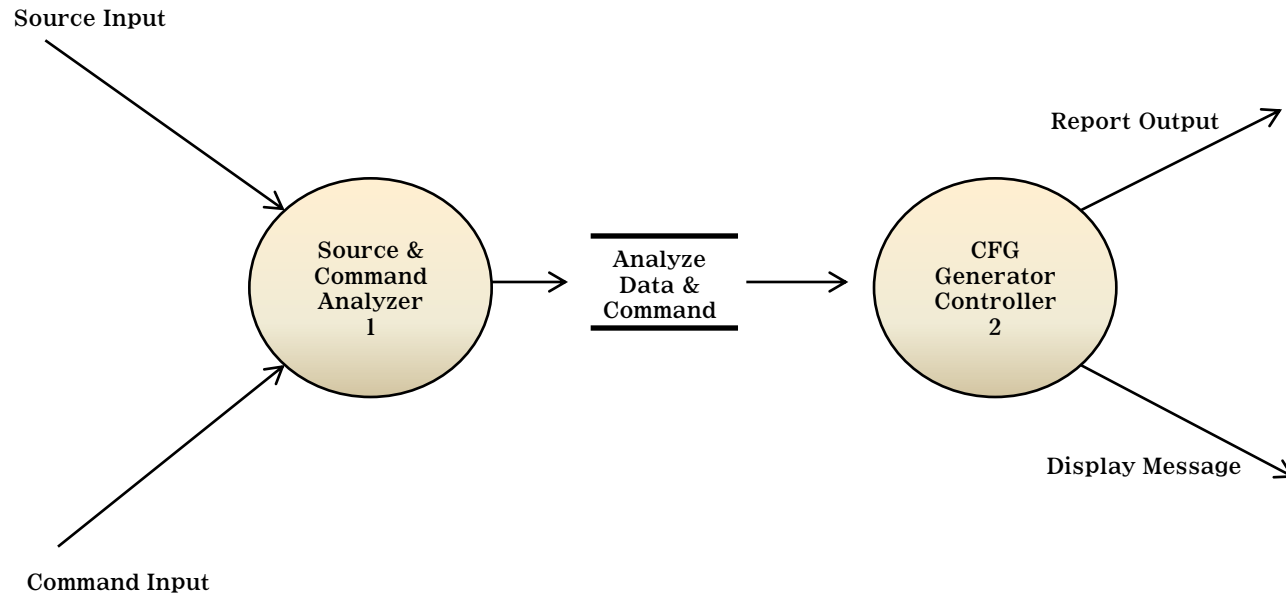 Source Input
Report Output
Source &
Command
Analyzer
1
Analyze
Data &
Command
CFG
Generator
Controller
2
Display Message
Command Input